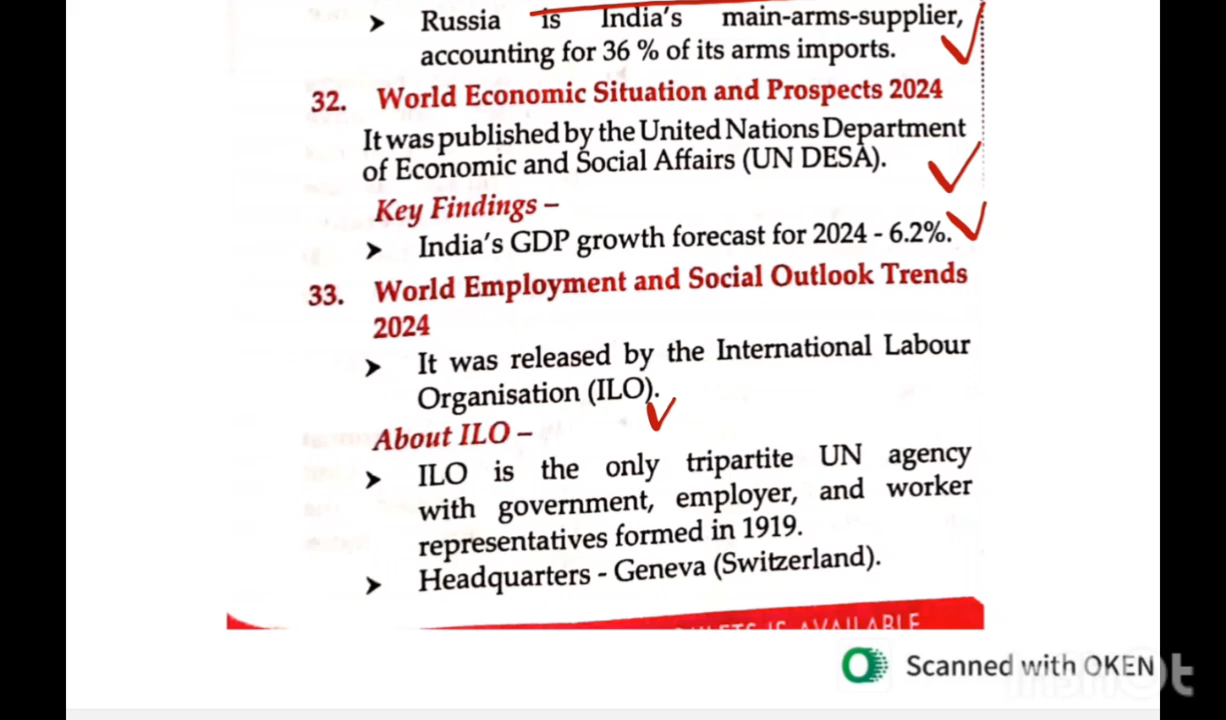 ➤ Russia is India's main-arms-supplier,
accounting for 36 % of its arms imports.
32. World Economic Situation and Prospects 2024
It was published by the United Nations Department
of Economic and Social Affairs (UN DESA).
Key Findings –
➤ India's GDP growth forecast for 2024 - 6.2%.
33. World Employment and Social Outlook Trends
2024
➤ It was released by the International Labour
Organisation (ILO).
About ILO –
➤ ILO is the only tripartite UN agency
with government, employer, and worker
representatives formed in 1919.
➤ Headquarters - Geneva (Switzerland).
IS AVAILABLE
Scanned with OKEN